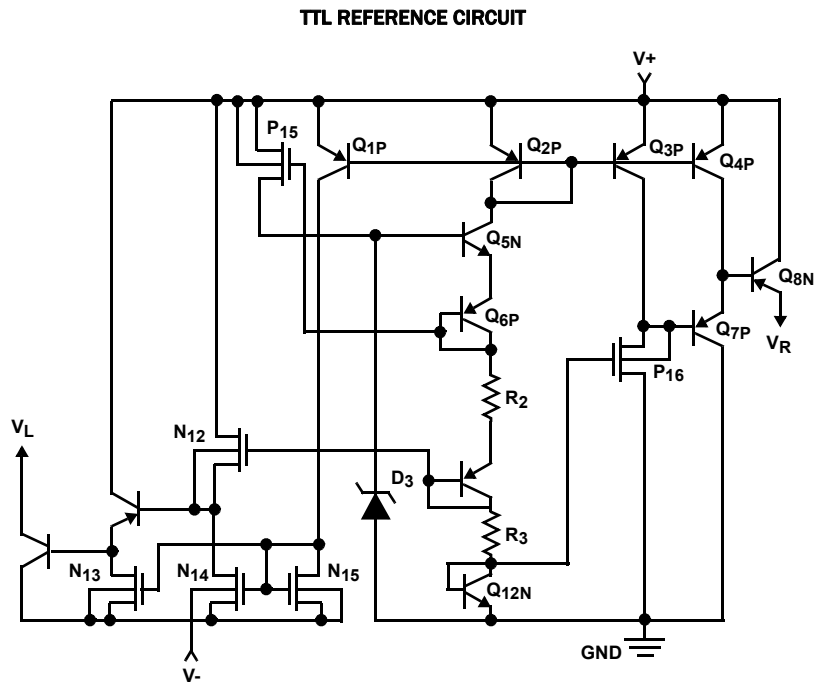 TTL REFERENCE CIRCUIT
V+
P15
Q1P
Q2P
Q3P
Q4P
Q5N
Q8N
Q6P
Q7P
VR
P16
R2
VL
N12
D3
R3
N13
N14
N15
Q12N
GND
V-